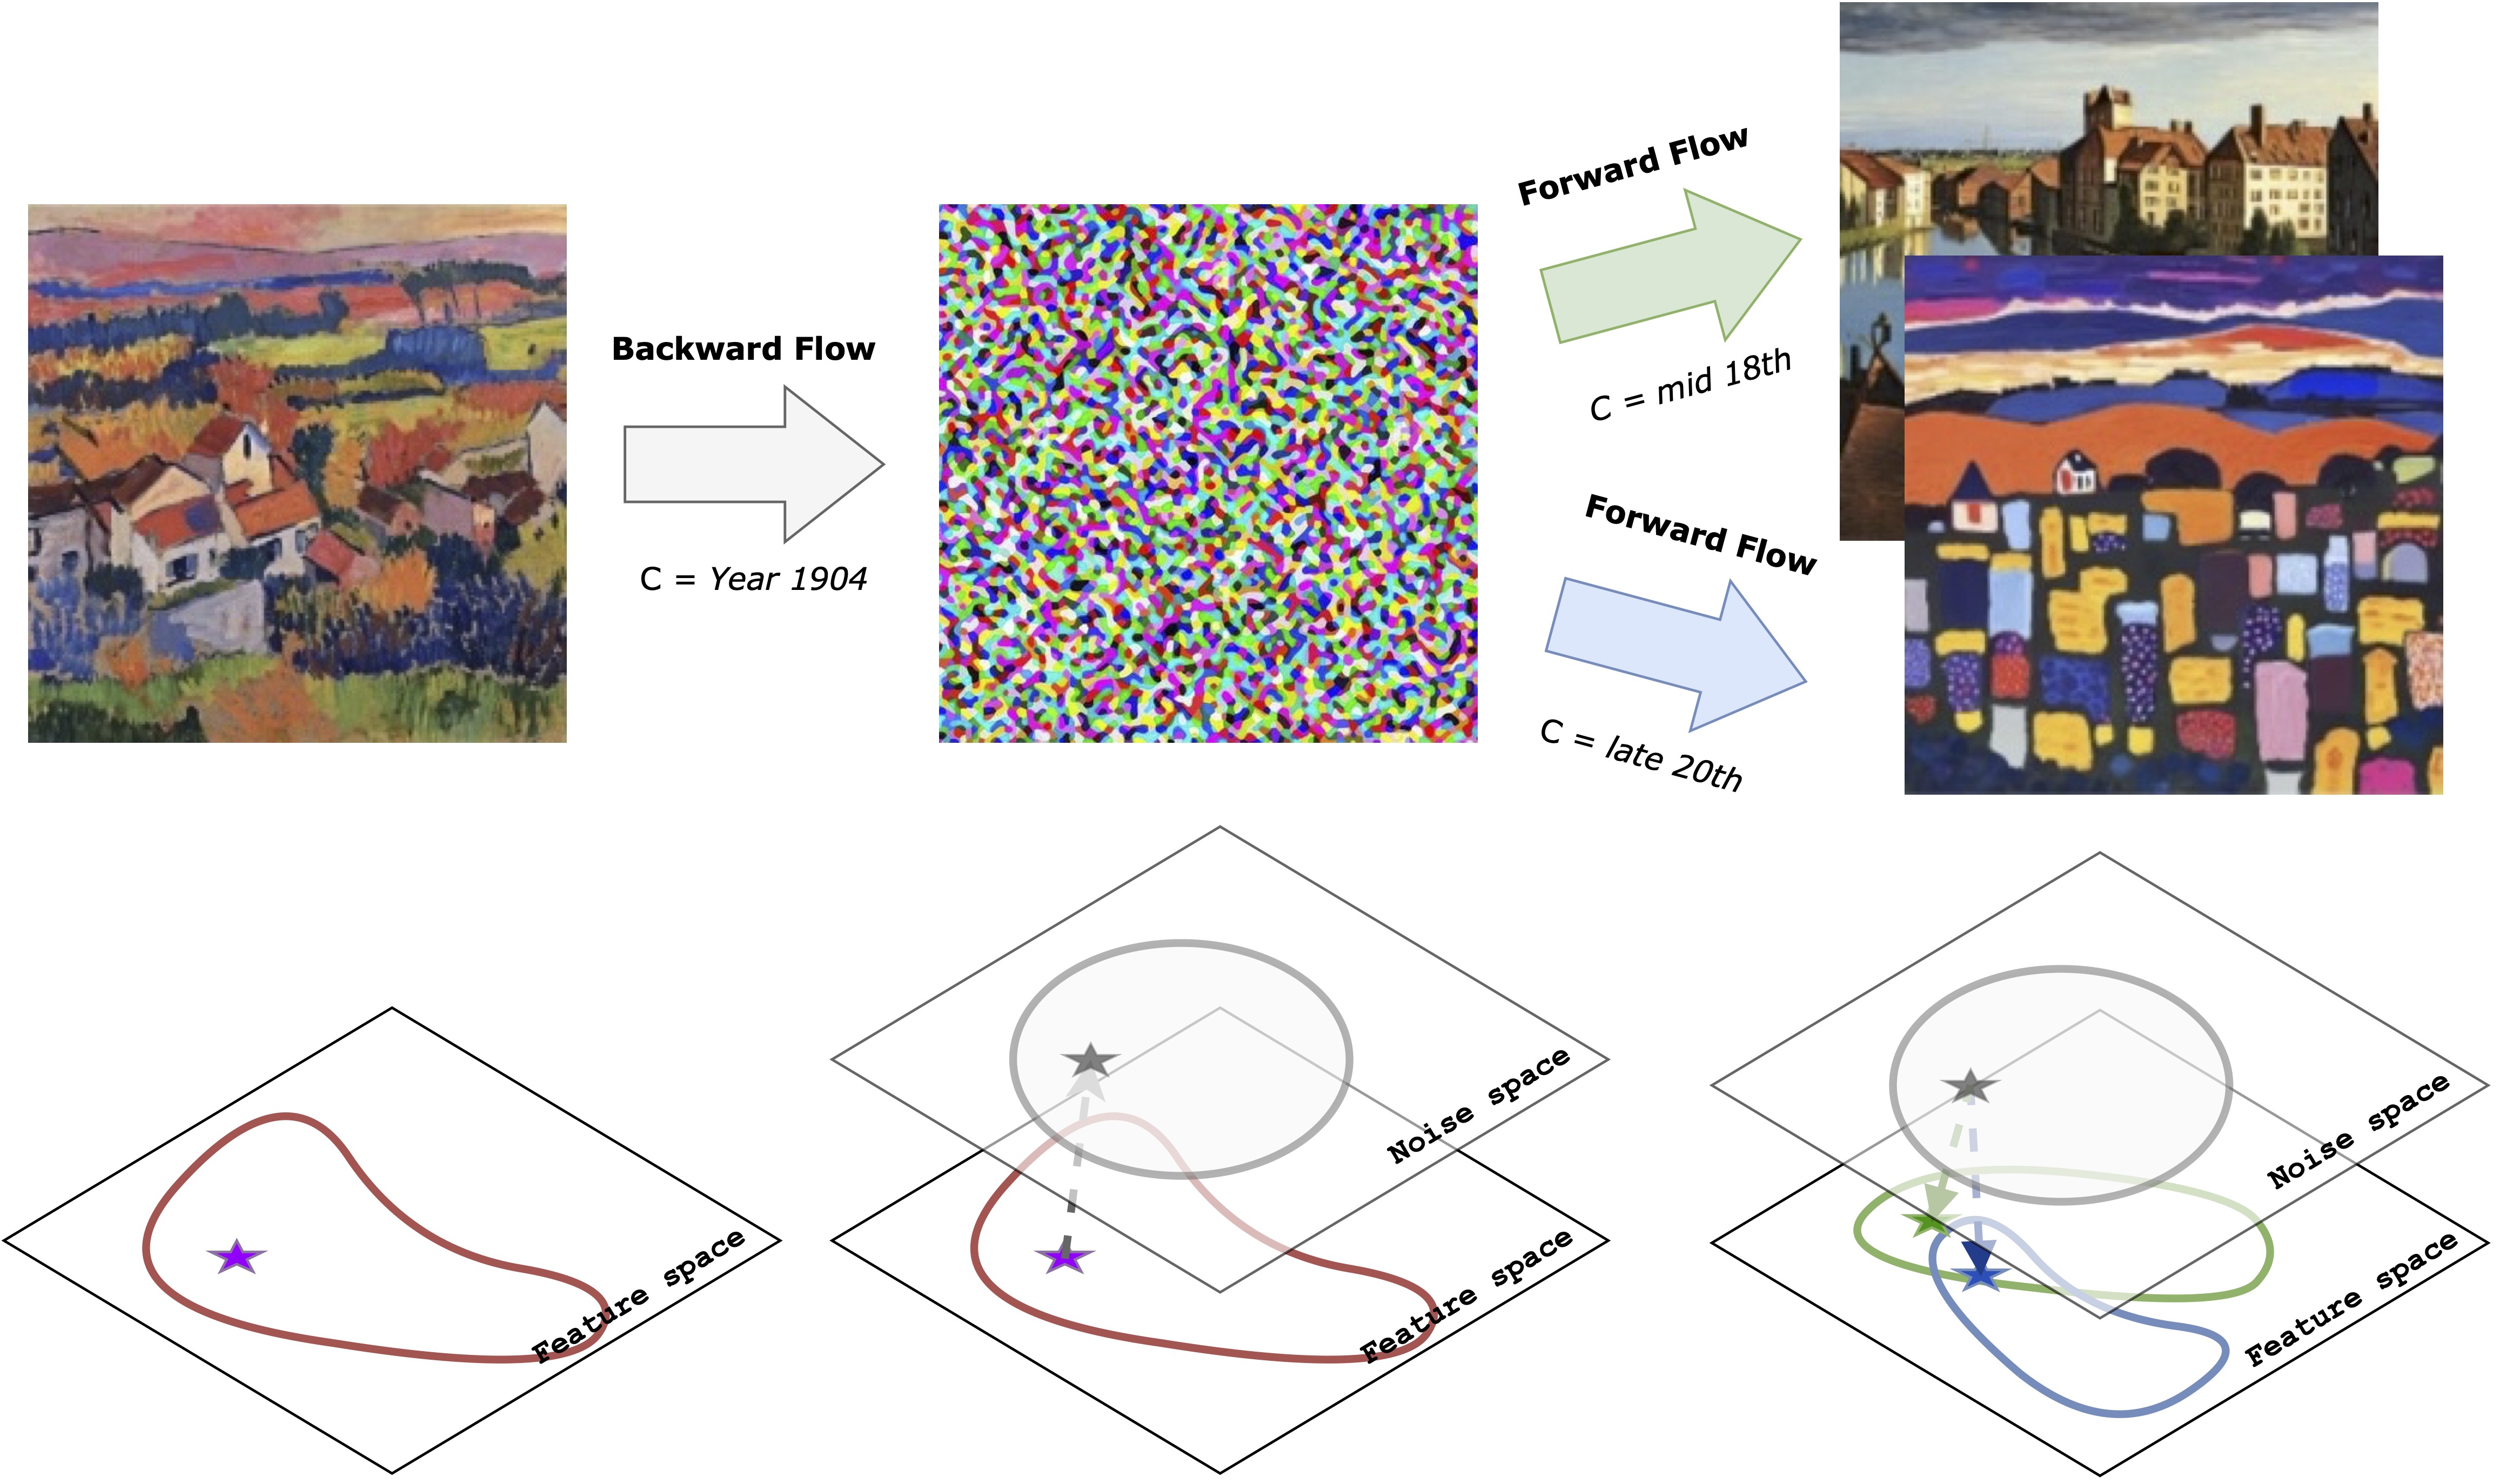 Backward Flow
C = Year 1904
Forward Flow
C = mid 18th
Forward Flow
C = late 20th
Feature space
Noise space
Feature space
Noise space
Feature space